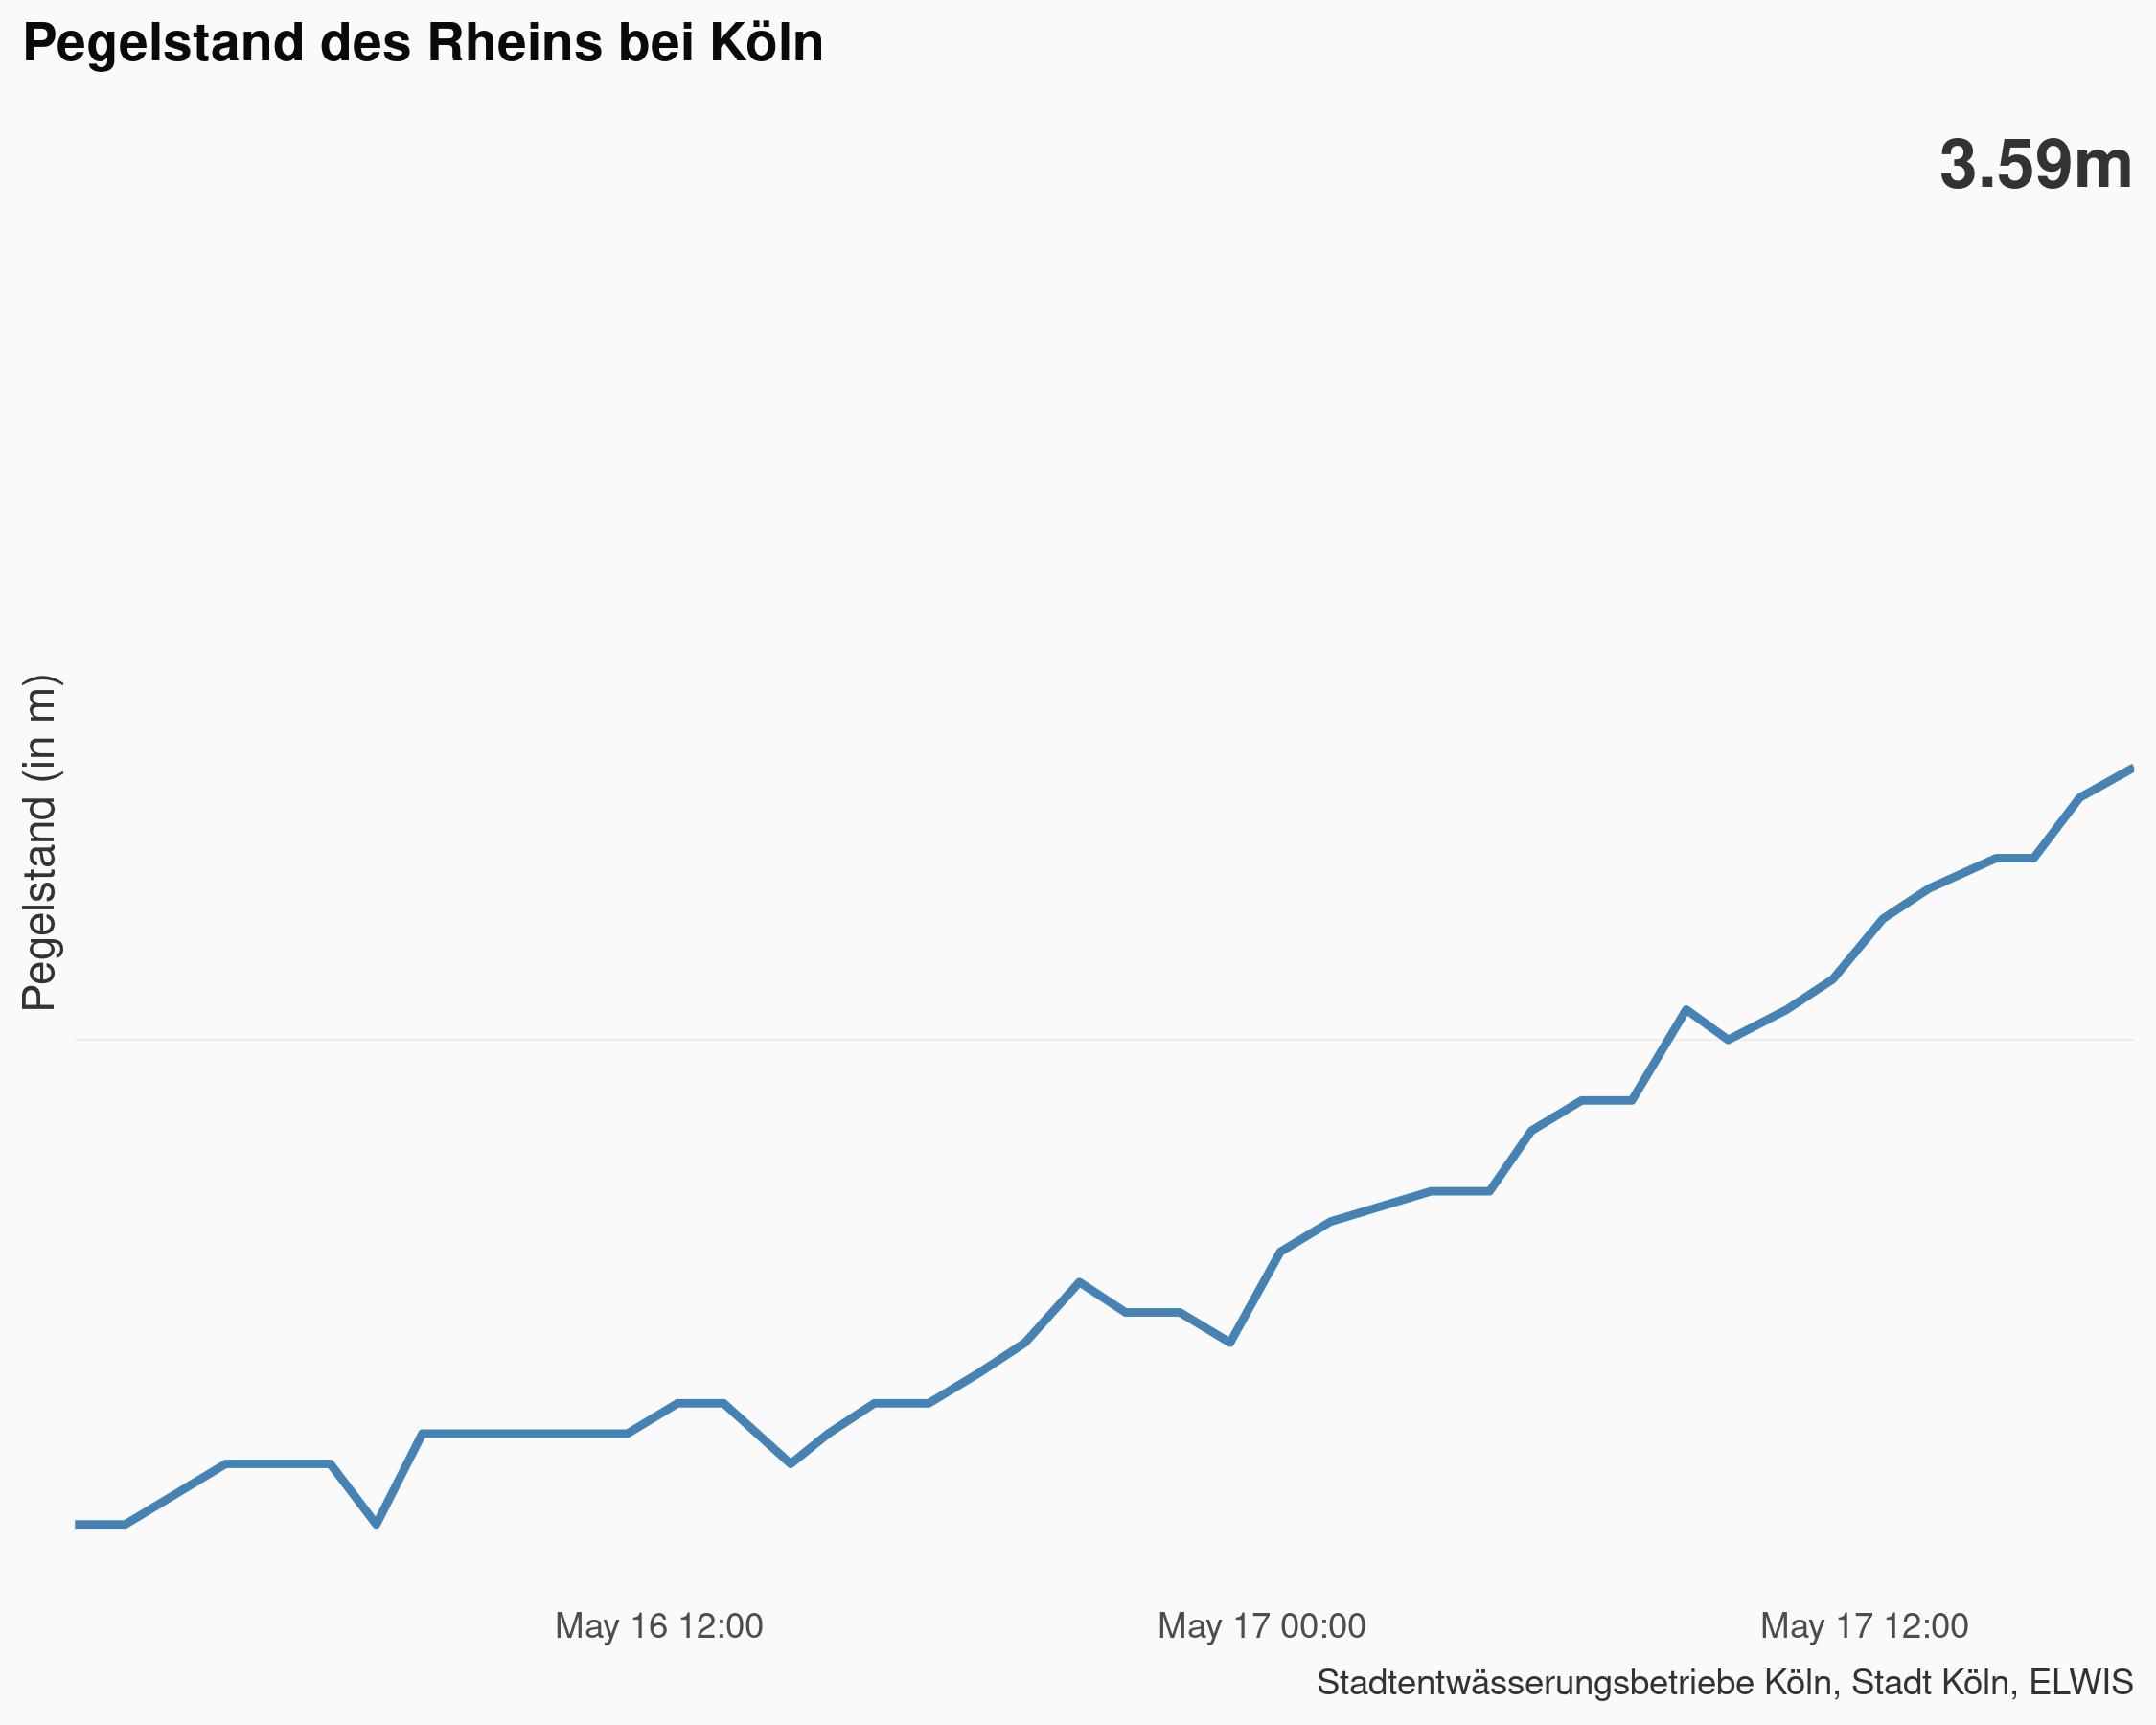 Pegelstand des Rheins bei Köln
3.59m
Pegelstand (in m)
May 16 12:00
May 17 00:00
May 17 12:00
Stadtentwässerungsbetriebe Köln, Stadt Köln, ELWIS